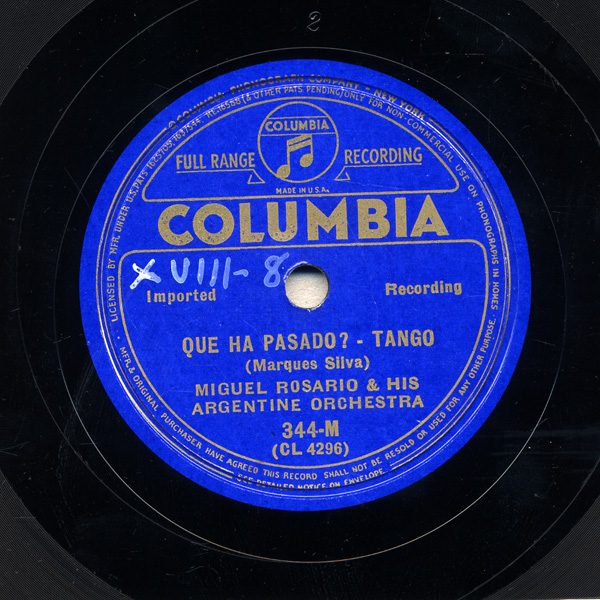 2
COLUMBIA PHONOGRAPH COMPANY - NEW YORK
LICENSED BY MFR. UNDER U.S. PATS 1625705-1637544 (& OTHER PATS PENDING) ONLY FOR NON-COMMERCIAL USE ON PHONOGRAPHS IN HOMES
COLUMBIA
FULL RANGE RECORDING
MADE IN U.S.A.
COLUMBIA
X VIII-8
Imported Recording
QUE HA PASADO? - TANGO
(Marques Silva)
MIGUEL ROSARIO & HIS
ARGENTINE ORCHESTRA
344-M
(CL 4296)
MFR. & ORIGINAL PURCHASER HAVE AGREED THIS RECORD SHALL NOT BE RESOLD OR USED FOR ANY OTHER PURPOSE.
SEE DETAILED NOTICE ON ENVELOPE